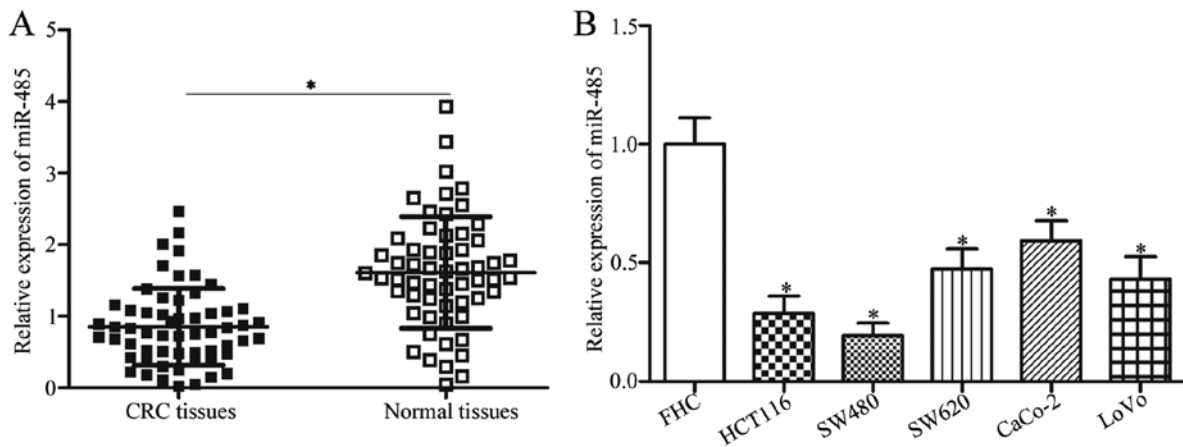 A
Relative expression of miR-485
5
4
3
2
1
0
*
CRC tissues
Normal tissues
B
Relative expression of miR-485
1.5
1.0
0.5
0.0
*
*
*
*
*
FHC
HCT116
SW480
SW620
CaCo-2
LoVo